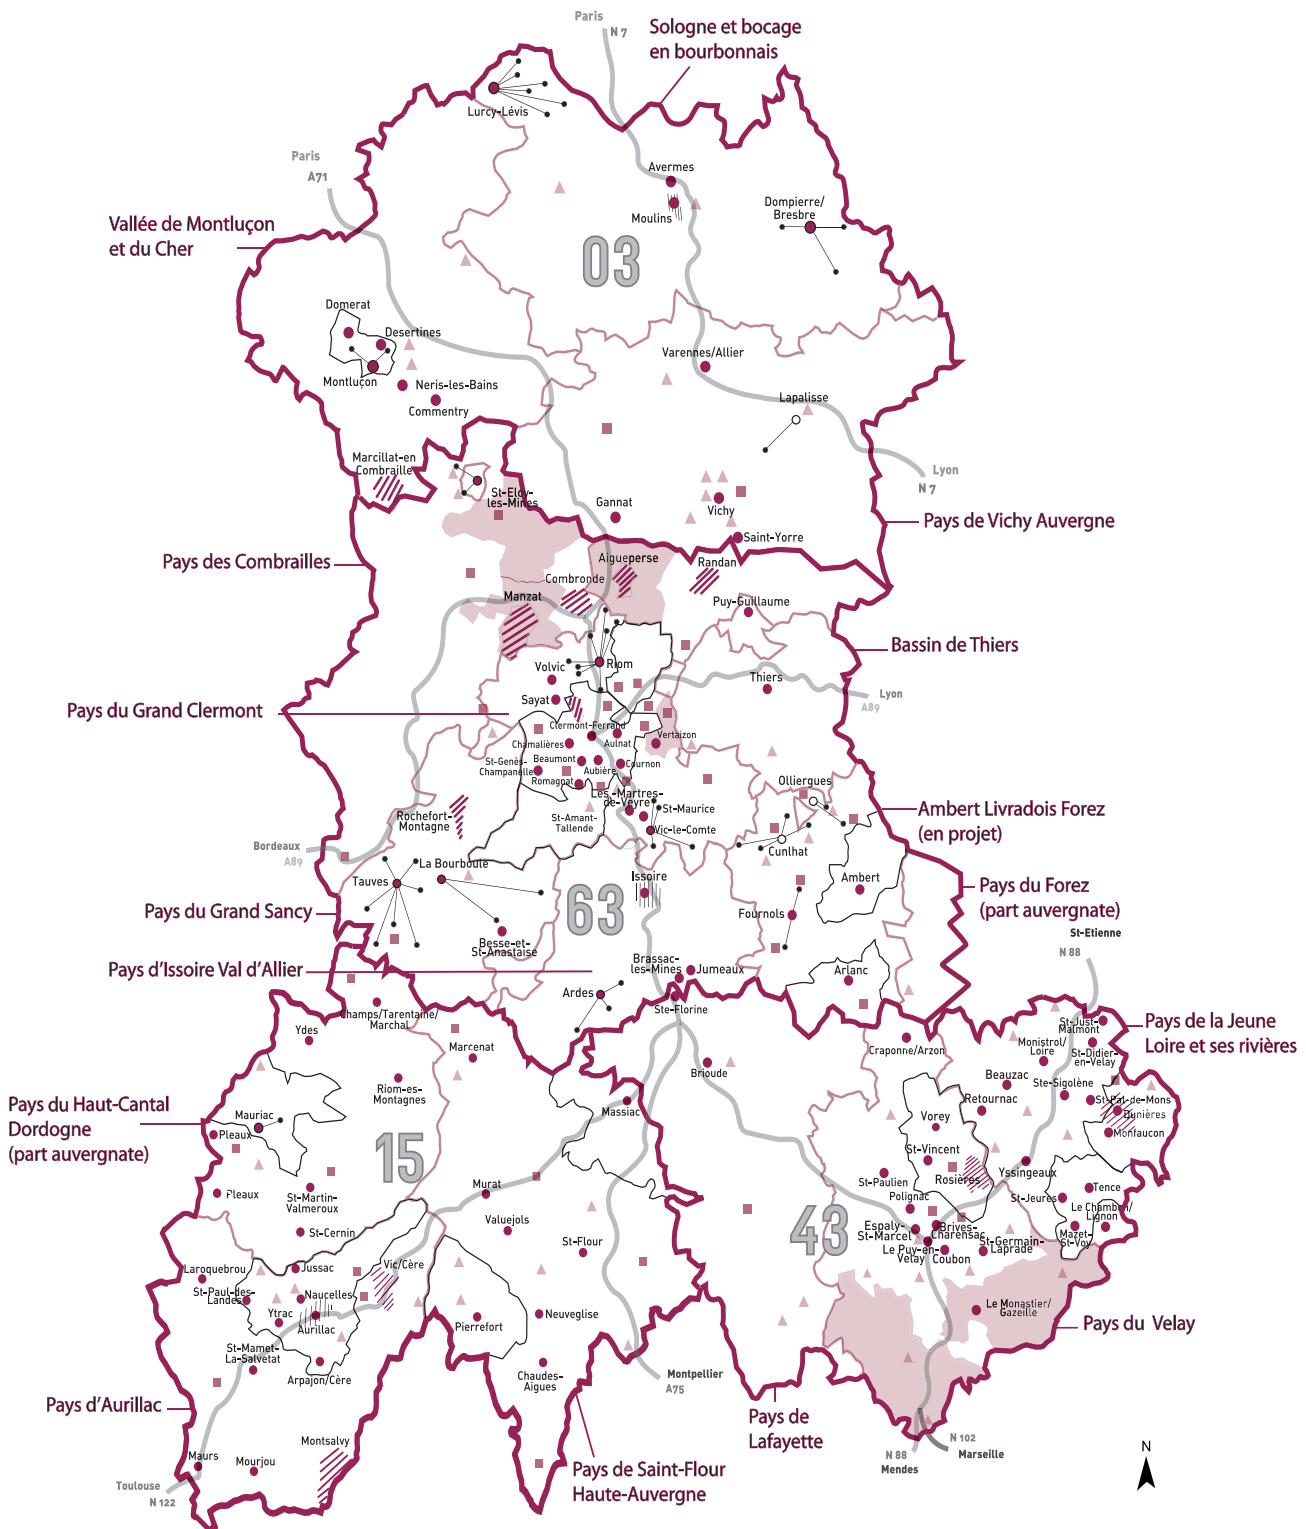 Paris
N 7
Sologne et bocage
en bourbonnais
Lurcy-Lévis
Paris
A71
Avermes
Moulins
Dompierre/
Bresbre
Vallée de Montluçon
et du Cher
03
Domerat
Desertines
Montluçon
Neris-les-Bains
Commentry
Varennes/Allier
Lapalisse
Marcillat-en
Combraille
St-Eloy-
les-Mines
Lyon
N 7
Gannat
Vichy
Saint-Yorre
Pays de Vichy Auvergne
Pays des Combrailles
Aigueperse
Randan
Combronde
Manzat
Puy-Guillaume
Bassin de Thiers
Riom
Volvic
Sayat
Thiers
Lyon
A89
Pays du Grand Clermont
Clermont-Ferrand
Chamalières
Aulnat
Vertaizon
St-Genès-
Champanelle
Beaumont
Aubière
Cournon
Romagnat
Les-Martres-
de-Veyre
St-Maurice
Vic-le-Comte
St-Amant-
Tallende
Olliergues
Ambert Livradois Forez
(en projet)
Rochefort-
Montagne
Cunlhat
Bordeaux
A89
La Bourboule
Tauves
Issoire
Ambert
Pays du Forez
(part auvergnate)
63
Pays du Grand Sancy
Fournols
Besse-et-
St-Anastaise
St-Etienne
N 88
Pays d'Issoire Val d'Allier
Brassac-
les-Mines
Jumeaux
Arlanc
Ardes
Ste-Florine
Champs/Tarentaine/
Marchal
Ydes
Marcenat
Craponne/Arzon
St-Just-
Malmont
Pays de la Jeune
Loire et ses rivières
Monistrol/
Loire
St-Didier-
en-Velay
Brioude
Riom-es-
Montagnes
Beauzac
Ste-Sigolène
Retournac
St-Pal-de-Mons
Dunières
Montfaucon
Massiac
Pays du Haut-Cantal
Dordogne
(part auvergnate)
Mauriac
Pleaux
15
Vorey
St-Vincent
Rosières
Yssingeaux
Pleaux
St-Martin-
Valmeroux
Murat
St-Paulien
Polignac
St-Jeures
Tence
Le Chambon/
Lignon
Mazet-
St-Voy
St-Cernin
Valuejols
St-Flour
43
Espaly-
St-Marcel
Brives-
Charensac
Le Puy-en-
Velay
Coubon
St-Germain-
Laprade
Laroquebrou
Jussac
Vic/Cère
St-Paul-des-
Landes
Naucelles
Ytrac
Aurillac
Pierrefort
Neuveglise
Le Monastier/
Gazeille
Pays du Velay
St-Mamet-
La-Salvetat
Arpajon/Cère
Chaudes-
Aigues
Montpellier
A75
Pays d'Aurillac
Pays de
Lafayette
Montsalvy
Maurs
Mourjou
Toulouse
N 122
Pays de Saint-Flour
Haute-Auvergne
N 102
Marseille
N 88
Mendes
N